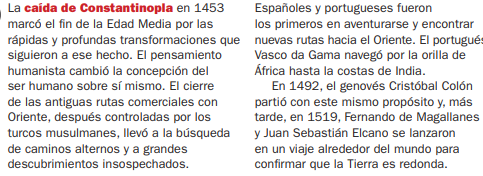 La caída de Constantinopla en 1453
marcó el fin de la Edad Media por las
rápidas y profundas transformaciones que
siguieron a ese hecho. El pensamiento
humanista cambió la concepción del
ser humano sobre sí mismo. El cierre
de las antiguas rutas comerciales con
Oriente, después controladas por los
turcos musulmanes, llevó a la búsqueda
de caminos alternos y a grandes
descubrimientos insospechados.
Españoles y portugueses fueron
los primeros en aventurarse y encontrar
nuevas rutas hacia el Oriente. El portugués
Vasco da Gama navegó por la orilla de
África hasta la costas de India.
En 1492, el genovés Cristóbal Colón
partió con este mismo propósito y, más
tarde, en 1519, Fernando de Magallanes
y Juan Sebastián Elcano se lanzaron
en un viaje alrededor del mundo para
confirmar que la Tierra es redonda.